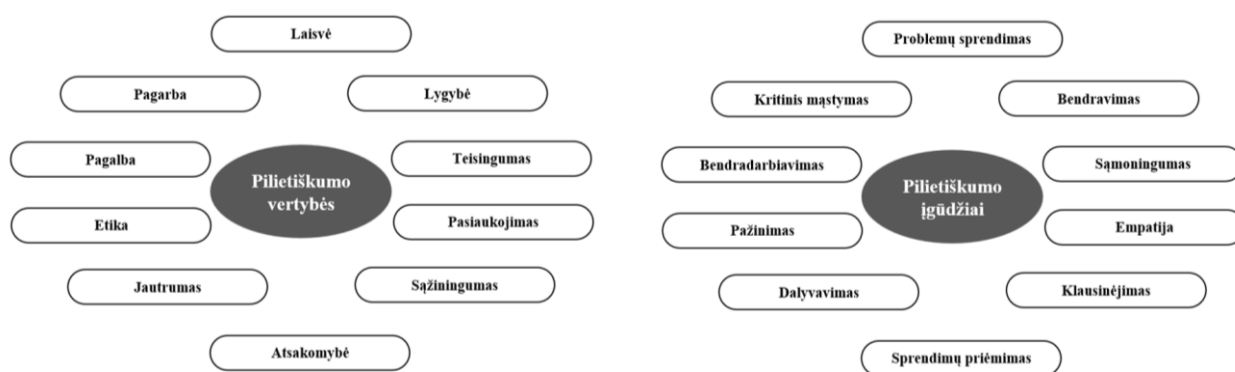 Laisvė
Pagarba
Lygybė
Pagalba
Teisingumas
Pilietiškumo
vertybės
Etika
Pasiaukojimas
Jautrumas
Sąžiningumas
Atsakomybė
Problemų sprendimas
Kritinis mąstymas
Bendravimas
Bendradarbiavimas
Sąmoningumas
Pilietiškumo
įgūdžiai
Pažinimas
Empatija
Dalyvavimas
Klausinėjimas
Sprendimų priėmimas